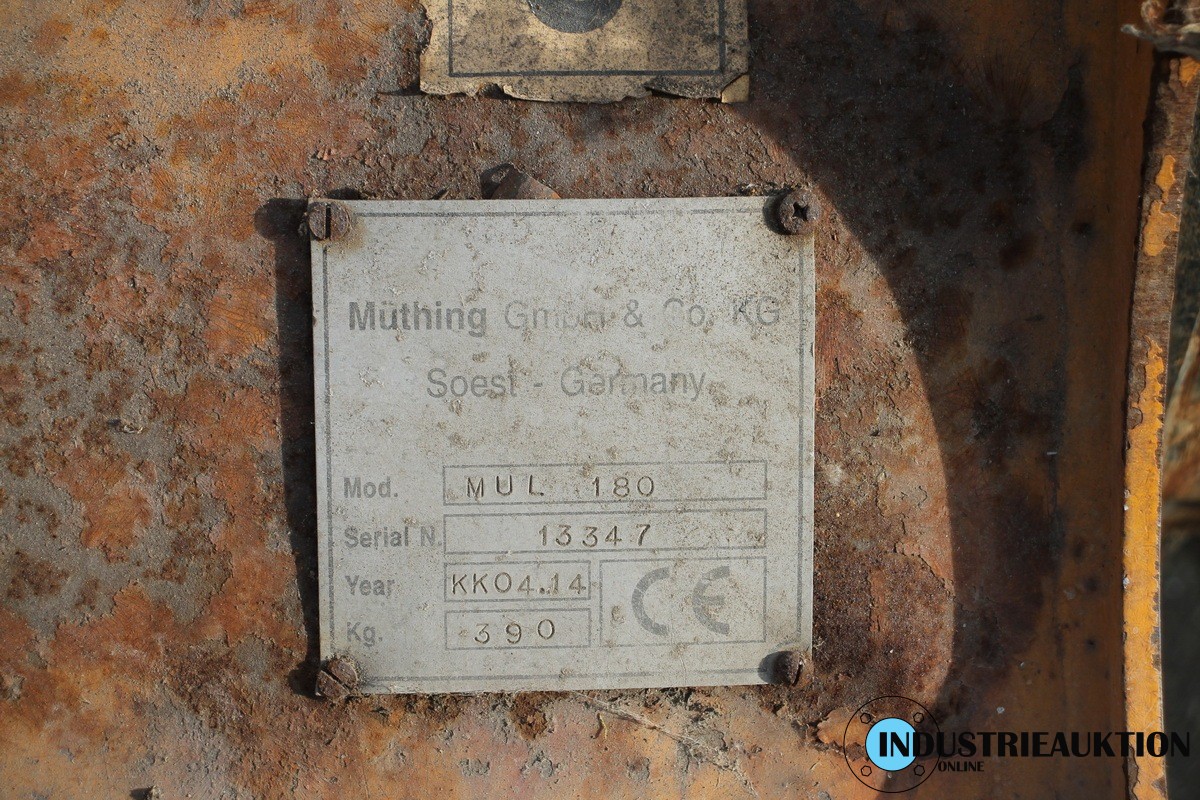 Müthing GmbH & Co. KG
Soest - Germany
Mod. MUL 180
Serial N. 13347
Year KK04.14
Kg. 390
CE
INDUSTRIEAUKTION
ONLINE